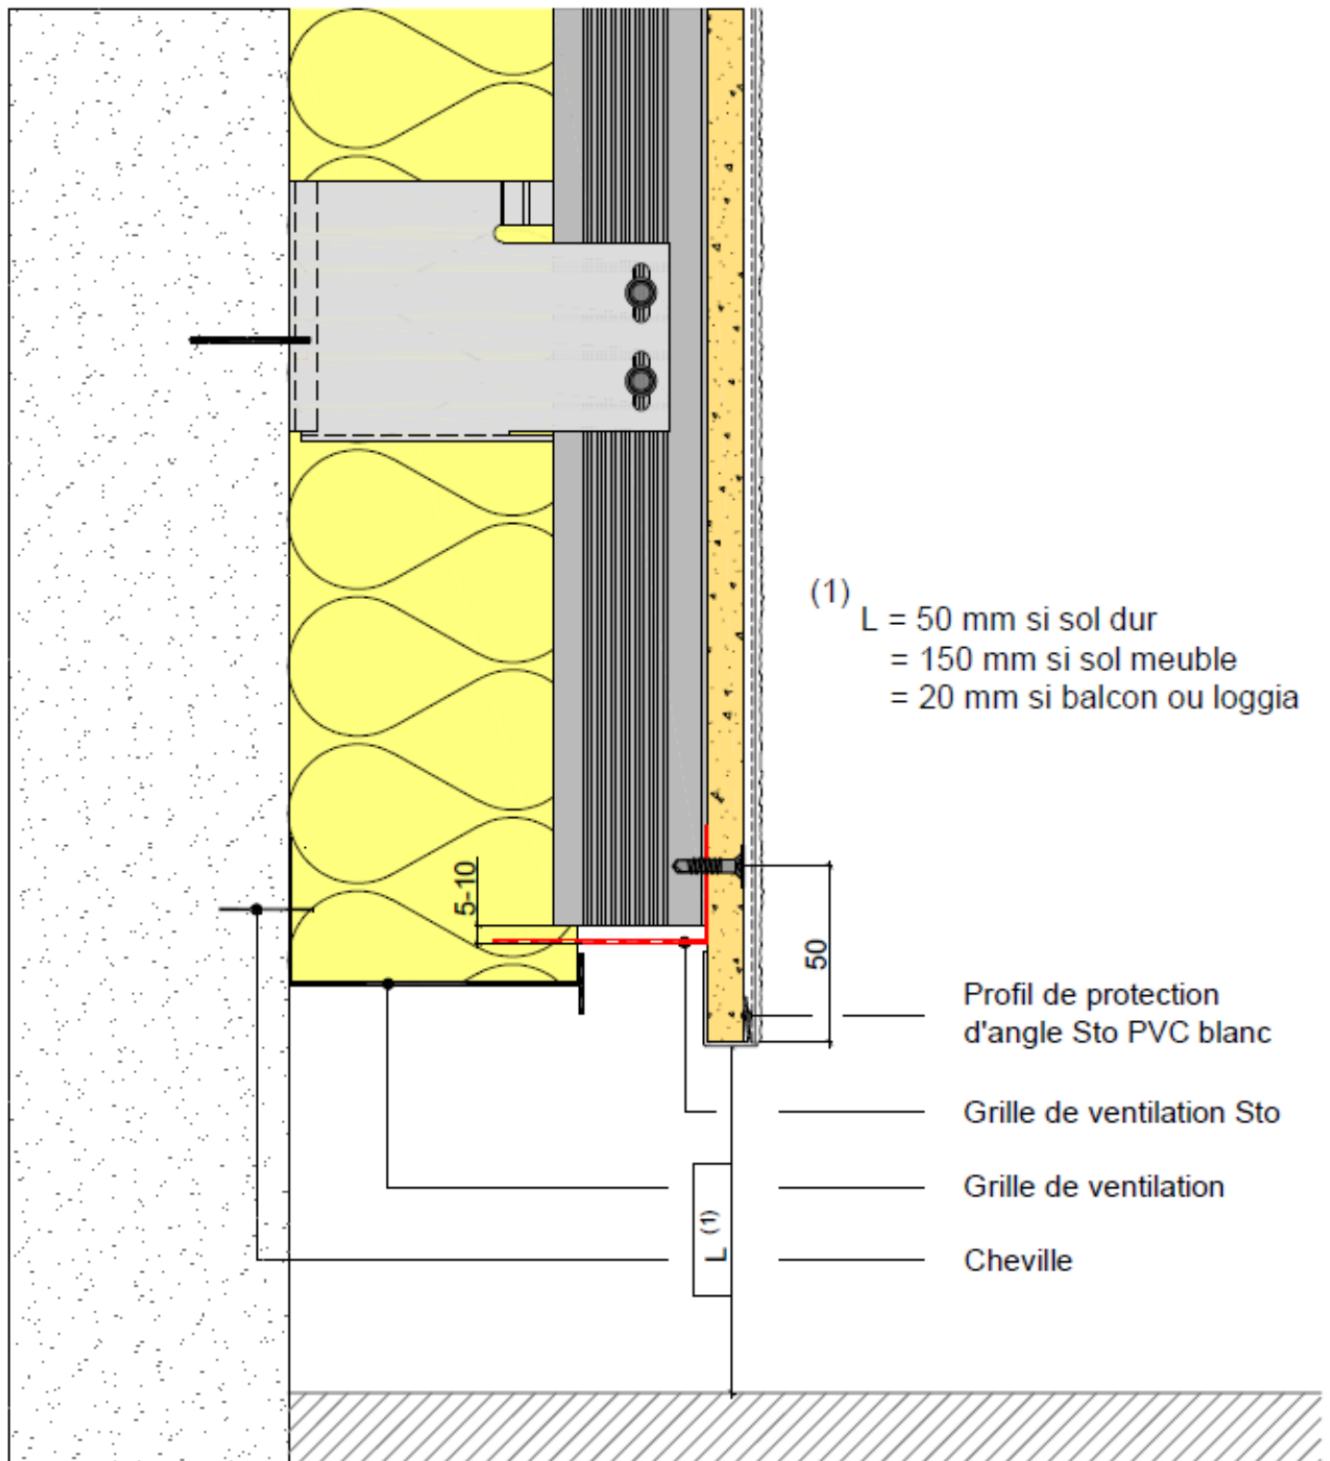 (1)
L = 50 mm si sol dur
= 150 mm si sol meuble
= 20 mm si balcon ou loggia
5-10
50
Profil de protection
d'angle Sto PVC blanc
Grille de ventilation Sto
Grille de ventilation
L (1)
Cheville